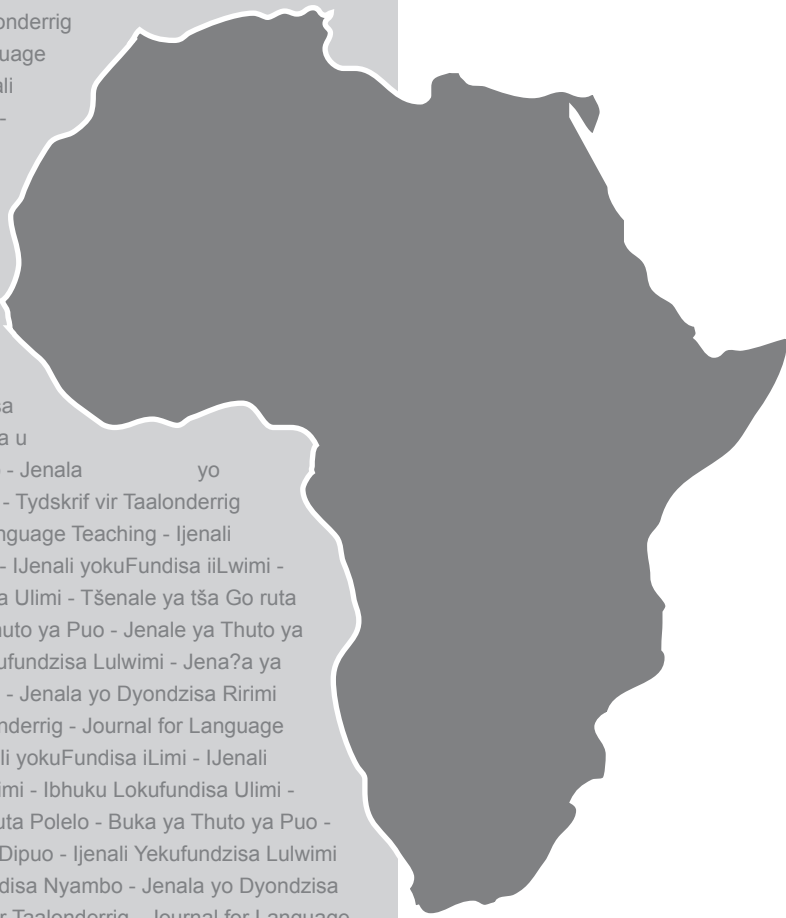 onderrig
uage
ali
-
sa
a u
- Jenala yo
- Tydskrif vir Taalonderrig
nguage Teaching - Ijenali
- IJenali yokuFundisa iiLwimi -
a Ulimi - Tšenale ya tša Go ruta
huto ya Puo - Jenale ya Thuto ya
ufundzisa Lulwimi - Jena?a ya
- Jenala yo Dyondzisa Ririmi
nderrig - Journal for Language
li yokuFundisa iLimi - IJenali
imi - Ibhuku Lokufundisa Ulimi -
uta Polelo - Buka ya Thuto ya Puo -
Dipuo - Ijenali Yekufundzisa Lulwimi
disa Nyambo - Jenala yo Dyondzisa
r Taalonderrig - Journal for Language